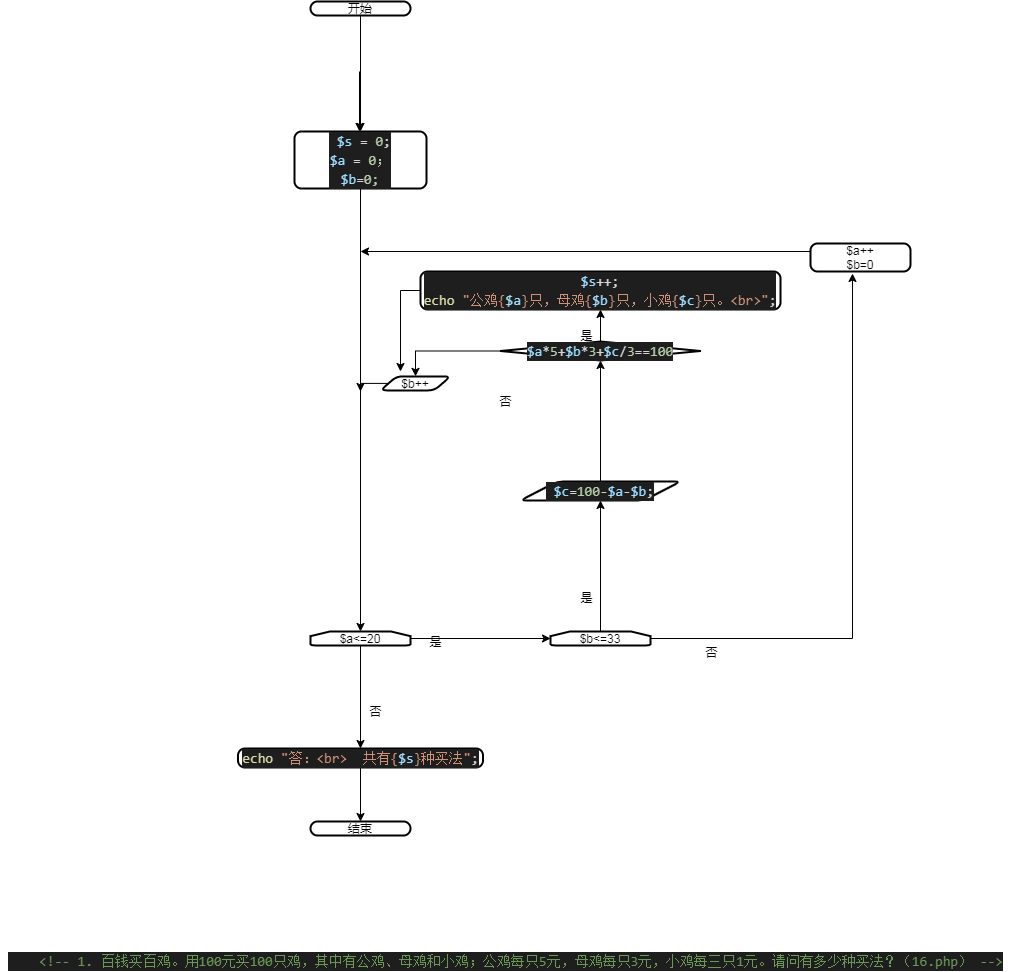 开始
$s = 0;
$a = 0;
$b=0;
$a++
$b=0
$s++;
echo "公鸡{$a}只，母鸡{$b}只，小鸡{$c}只。<br>";
是
$a*5+$b*3+$c/3==100
$b++
否
$c=100-$a-$b;
是
$a<=20
是
$b<=33
否
否
echo "答：<br>  共有{$s}种买法";
结束
<!-- 1. 百钱买百鸡。用100元买100只鸡，其中有公鸡、母鸡和小鸡；公鸡每只5元，母鸡每只3元，小鸡每三只1元。请问有多少种买法？（16.php） -->